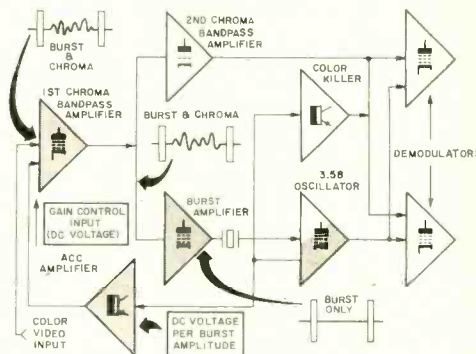 BURST
& CHROMA
1ST CHROMA
BANDPASS
AMPLIFIER
2ND CHROMA
BANDPASS
AMPLIFIER
COLOR
KILLER
BURST & CHROMA
DEMODULATORS
GAIN CONTROL
INPUT
(DC VOLTAGE)
BURST
AMPLIFIER
3.58
OSCILLATOR
ACC
AMPLIFIER
COLOR
VIDEO
INPUT
DC VOLTAGE
PER BURST
AMPLITUDE
BURST
ONLY